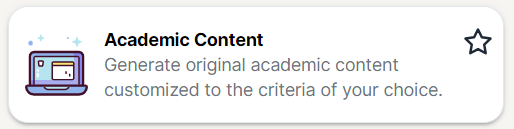 Academic Content
Generate original academic content
customized to the criteria of your choice.